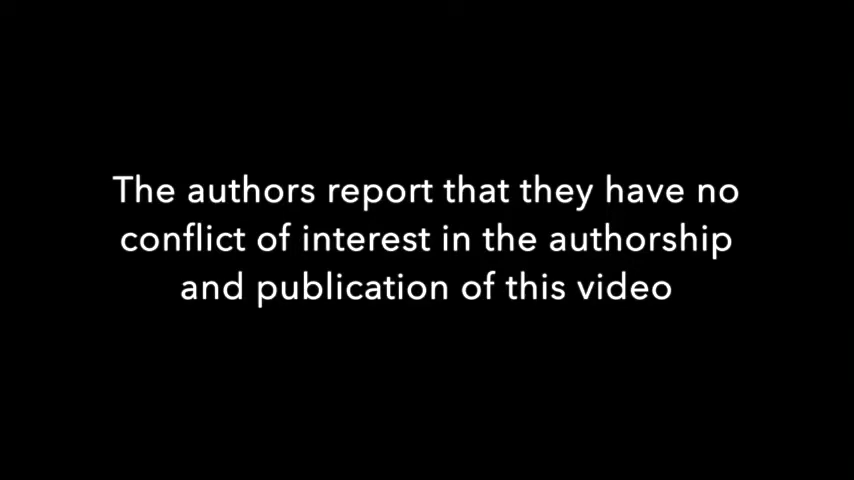 The authors report that they have no
conflict of interest in the authorship
and publication of this video